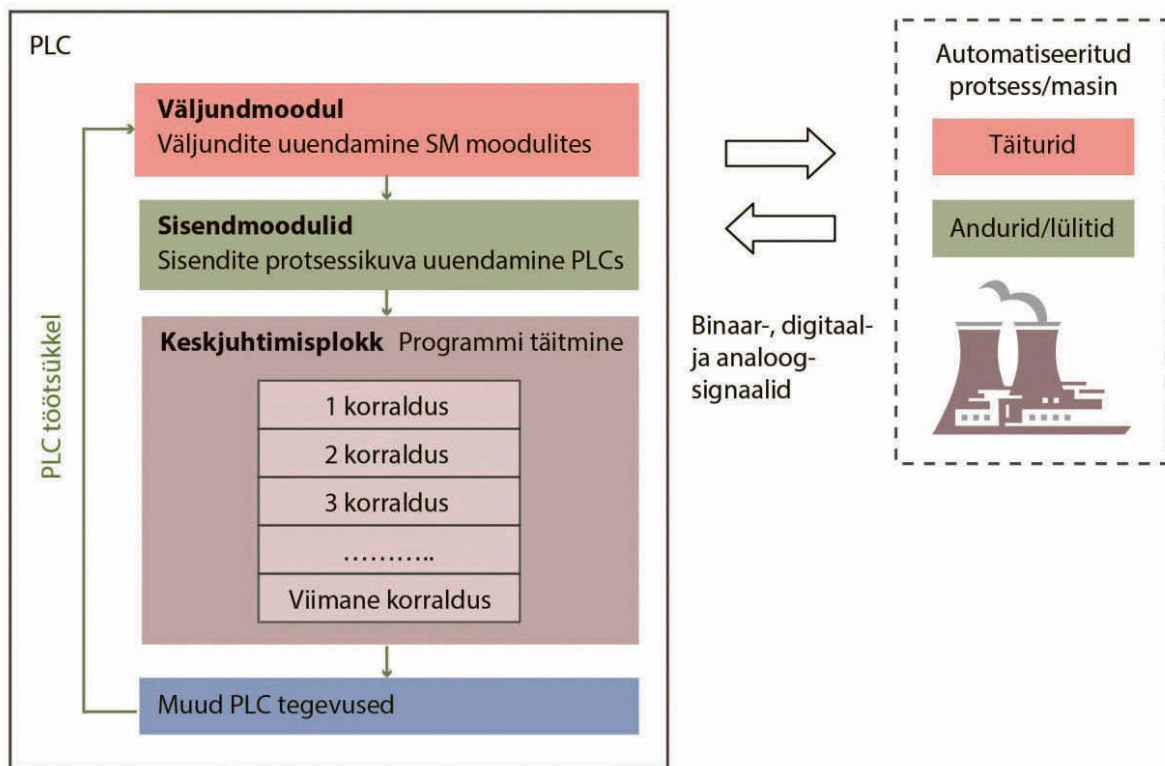 PLC
Väljundmoodul
Väljundite uuendamine SM moodulites
Sisendmoodulid
Sisendite protsessikuva uuendamine PLCs
Keskjuhtimisplokk Programmi täitmine
1 korraldus
2 korraldus
3 korraldus
………..
Viimane korraldus
Muud PLC tegevused
PLC töötsükkel
Binaar-, digitaal-
ja analoog-
signaalid
Automatiseeritud
protsess/masin
Täiturid
Andurid/lülitid